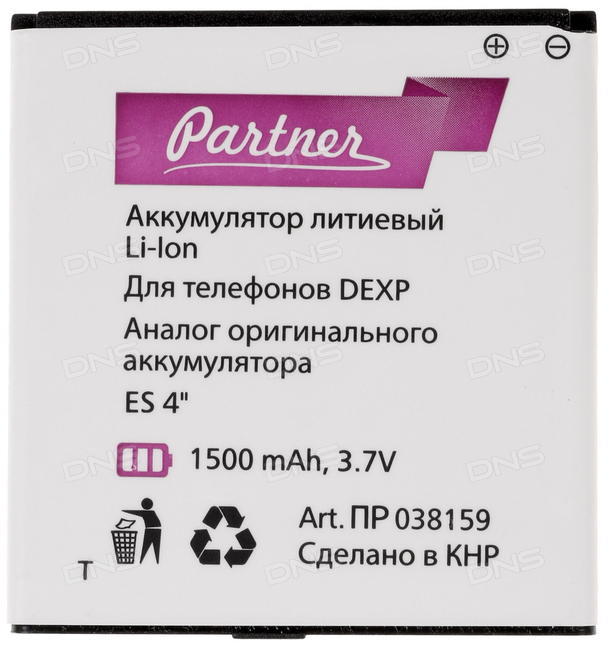 Partner
Аккумулятор литиевый
Li-Ion
Для телефонов DEXP
Аналог оригинального
аккумулятора
ES 4"
1500 mAh, 3.7V
Art. ПР 038159
Сделано в КНР
T
DNS